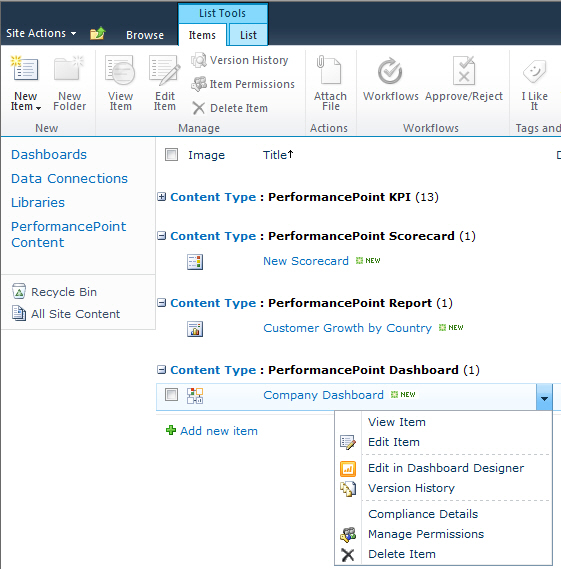 List Tools
Site Actions
Browse
Items
List
New Item
New Folder
View Item
Edit Item
Version History
Item Permissions
Delete Item
Attach File
Workflows
Approve/Reject
I Like It
New
Manage
Actions
Workflows
Tags and
Dashboards
Data Connections
Libraries
PerformancePoint
Content
Recycle Bin
All Site Content
Image Title
Content Type : PerformancePoint KPI (13)
Content Type : PerformancePoint Scorecard (1)
New Scorecard NEW
Content Type : PerformancePoint Report (1)
Customer Growth by Country NEW
Content Type : PerformancePoint Dashboard (1)
Company Dashboard NEW
Add new item
View Item
Edit Item
Edit in Dashboard Designer
Version History
Compliance Details
Manage Permissions
Delete Item